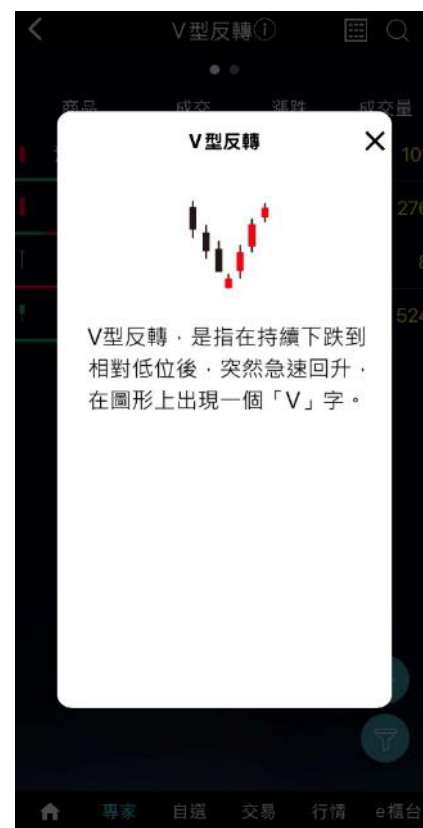 V型反轉
商品 成交 漲跌 成交量
V型反轉
V型反轉，是指在持續下跌到
相對低位後，突然急速回升，
在圖形上出現一個「V」字。
276
524
專家 自選 交易 行情 e櫃台